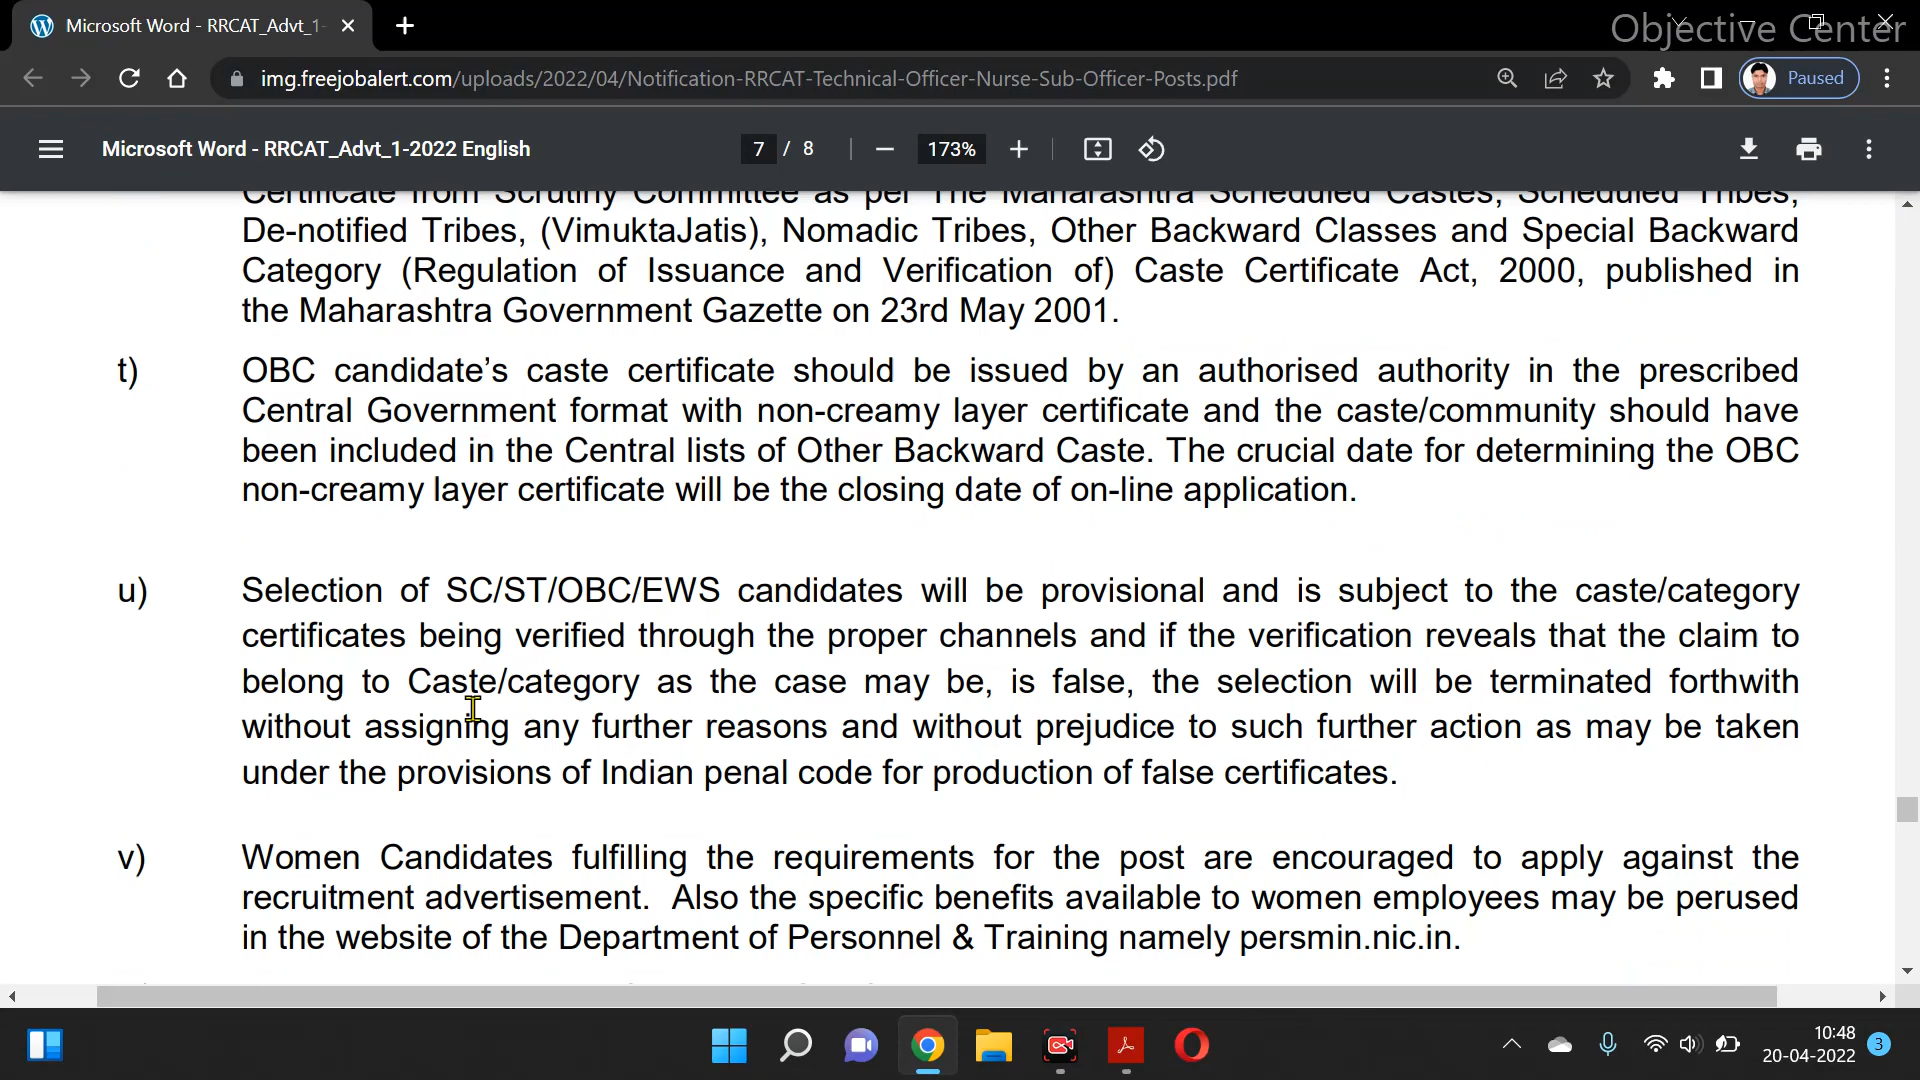 Microsoft Word - RRCAT_Advt_1-
Objective Center
img.freejobalert.com/uploads/2022/04/Notification-RRCAT-Technical-Officer-Nurse-Sub-Officer-Posts.pdf
Paused
Microsoft Word - RRCAT_Advt_1-2022 English
7 / 8
173%
Certificate from Scrutiny Committee as per The Maharashtra Scheduled Castes, Scheduled Tribes,
De-notified Tribes, (VimuktaJatis), Nomadic Tribes, Other Backward Classes and Special Backward
Category (Regulation of Issuance and Verification of) Caste Certificate Act, 2000, published in
the Maharashtra Government Gazette on 23rd May 2001.
t) OBC candidate’s caste certificate should be issued by an authorised authority in the prescribed
Central Government format with non-creamy layer certificate and the caste/community should have
been included in the Central lists of Other Backward Caste. The crucial date for determining the OBC
non-creamy layer certificate will be the closing date of on-line application.
u) Selection of SC/ST/OBC/EWS candidates will be provisional and is subject to the caste/category
certificates being verified through the proper channels and if the verification reveals that the claim to
belong to Caste/category as the case may be, is false, the selection will be terminated forthwith
without assigning any further reasons and without prejudice to such further action as may be taken
under the provisions of Indian penal code for production of false certificates.
v) Women Candidates fulfilling the requirements for the post are encouraged to apply against the
recruitment advertisement. Also the specific benefits available to women employees may be perused
in the website of the Department of Personnel & Training namely persmin.nic.in.
10:48
20-04-2022
3